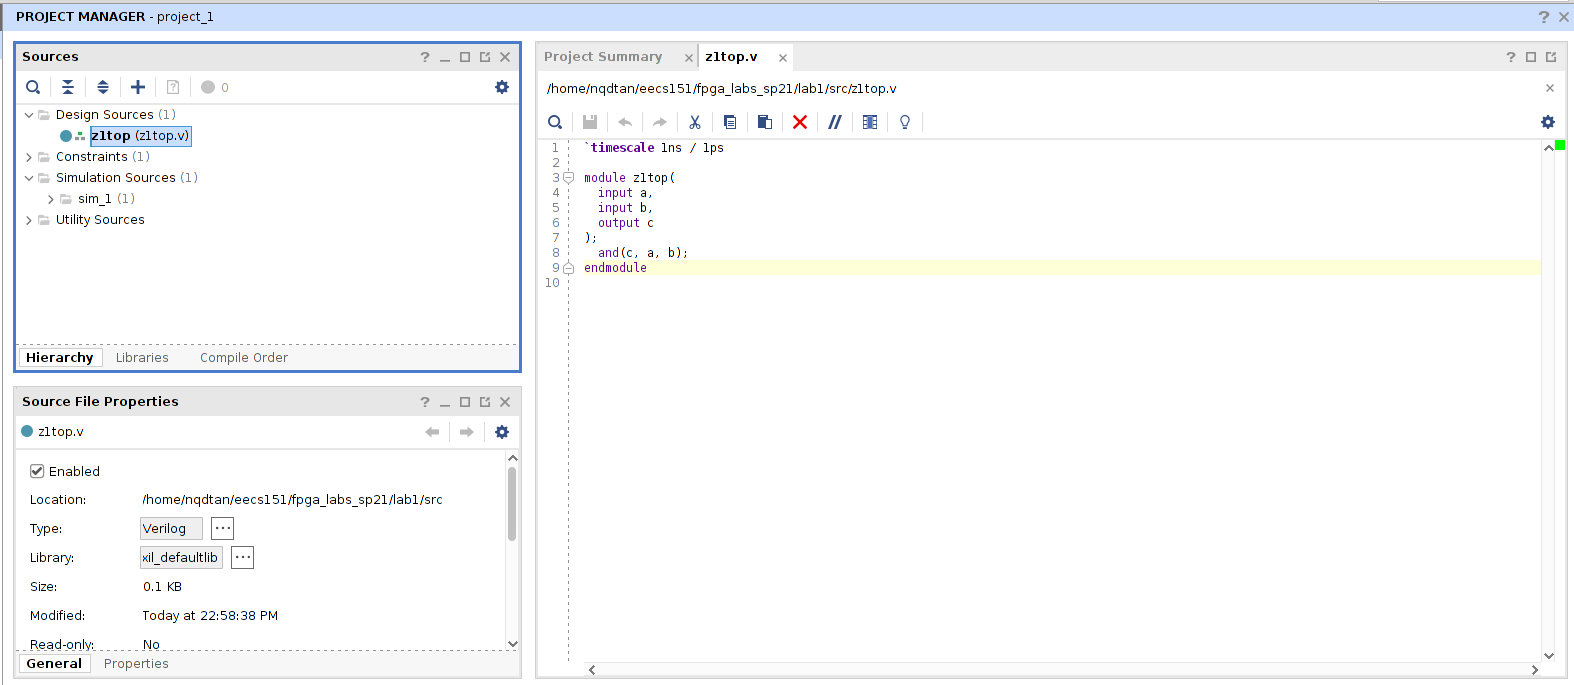 PROJECT MANAGER - project_1
Sources
0
Design Sources (1)
z1top (z1top.v)
Constraints (1)
Simulation Sources (1)
sim_1 (1)
Utility Sources
Hierarchy Libraries Compile Order
Source File Properties
z1top.v
Enabled
Location: /home/nqdtan/eecs151/fpga_labs_sp21/lab1/src
Type: Verilog ...
Library: xil_defaultlib ...
Size: 0.1 KB
Modified: Today at 22:58:38 PM
Read-only: No
General Properties
Project Summary z1top.v
/home/nqdtan/eecs151/fpga_labs_sp21/lab1/src/z1top.v
1 `timescale 1ns / 1ps
2
3 module z1top(
4 input a,
5 input b,
6 output c
7 );
8 and(c, a, b);
9 endmodule
10